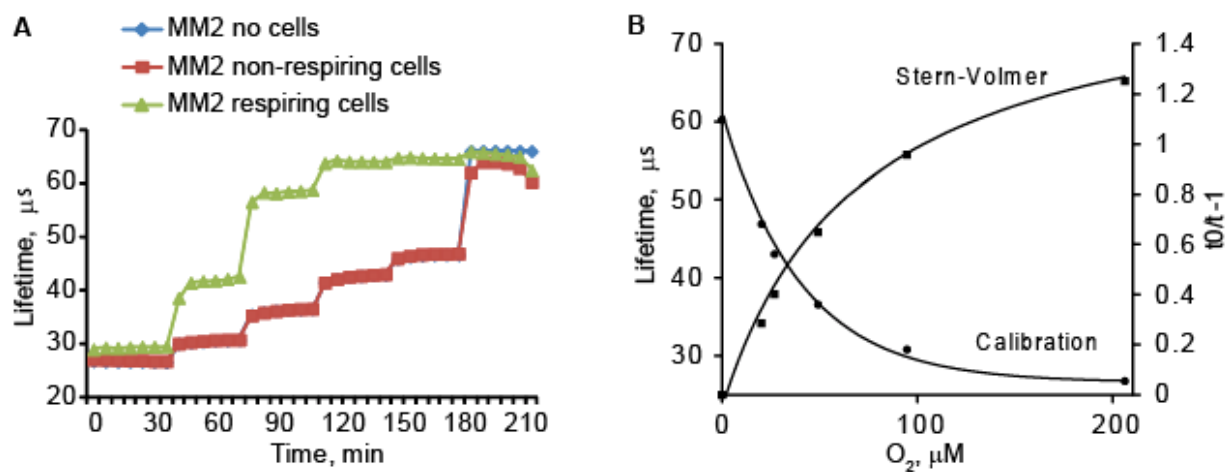 A
MM2 no cells
MM2 non-respiring cells
MM2 respiring cells
70
60
50
40
30
20
Lifetime, μs
0 30 60 90 120 150 180 210
Time, min
B
70
60
50
40
30
Lifetime, μs
Stern-Volmer
Calibration
1.4
1.2
1
0.8
0.6
0.4
0.2
0
t0/t -1
0 100 200
O₂, μM